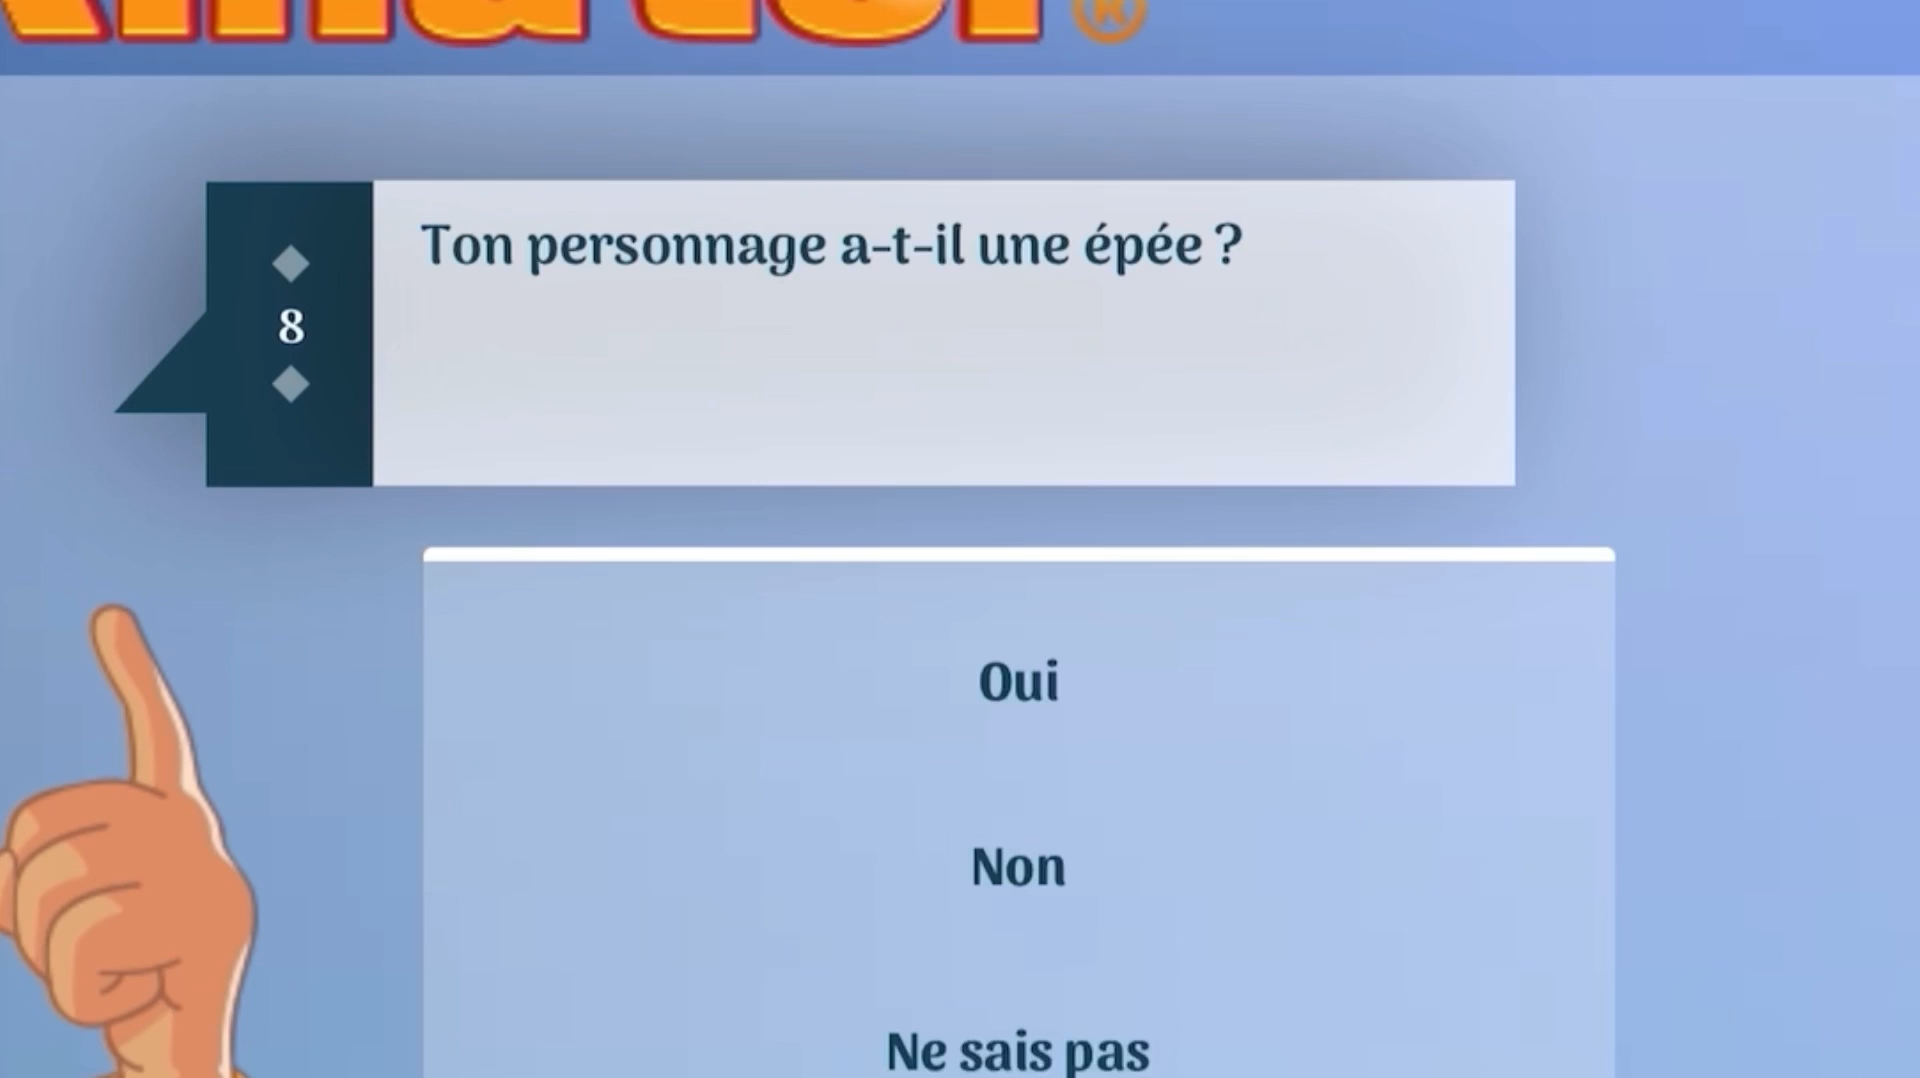 Ton personnage a-t-il une épée ?
8
Oui
Non
Ne sais pas